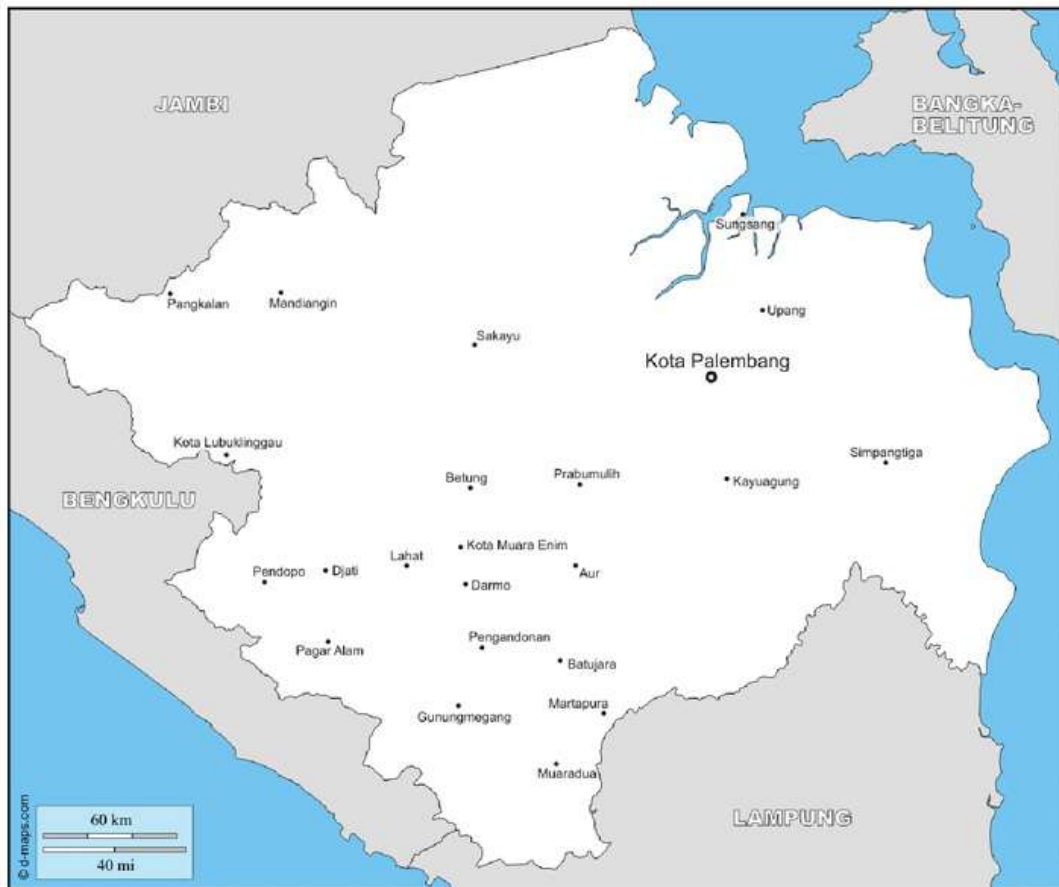 JAMBI
BANGKA-
BELITUNG
Sungsang
Pangkalan
Mandiangin
Upang
Sakayu
Kota Palembang
Kota Lubuklinggau
Simpangtiga
Betung
Prabumulih
Kayuagung
BENGKULU
Kota Muara Enim
Lahat
Pendopo
Djati
Aur
Darmo
Pengandonan
Pagar Alam
Batujara
Martapura
Gunungmegang
Muaradua
LAMPUNG
60 km
40 mi
© d-maps.com